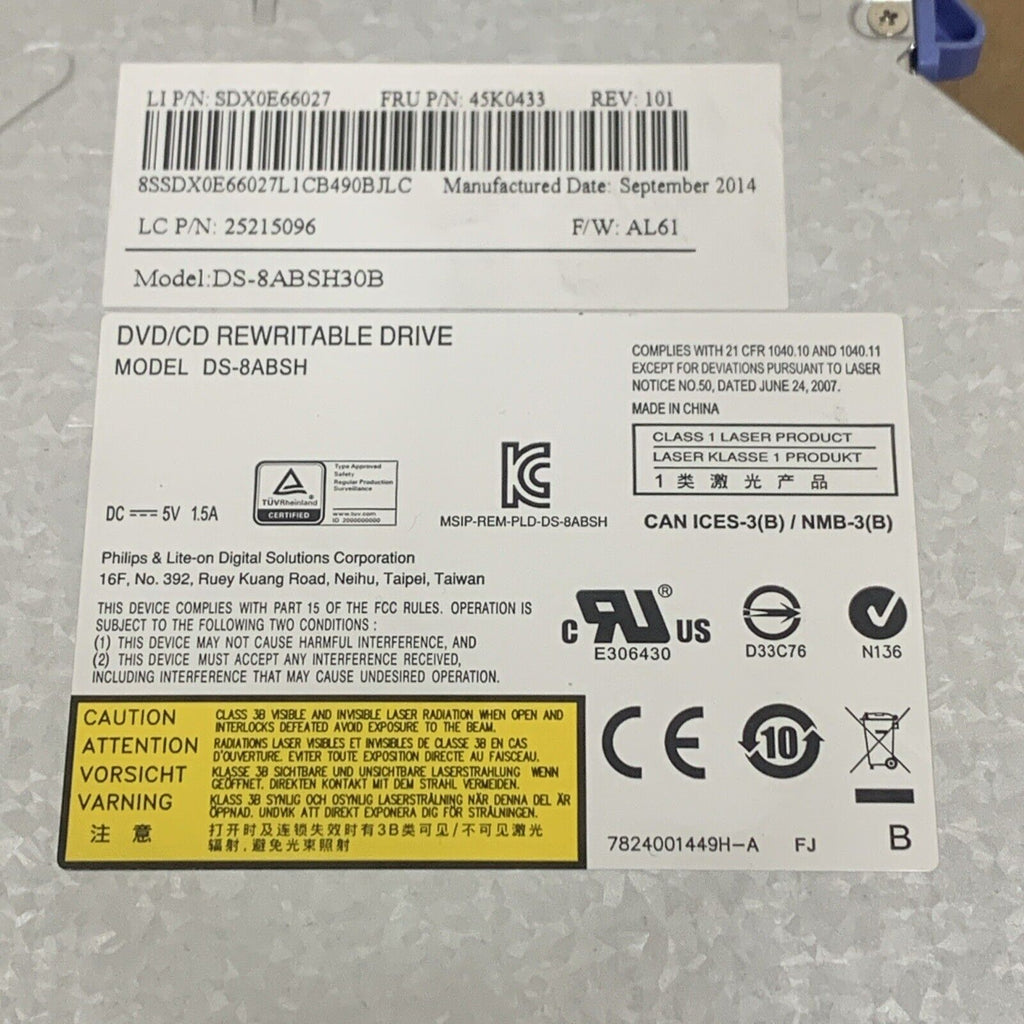 LI P/N: SDX0E66027 FRU P/N: 45K0433 REV: 101
8SSDX0E66027L1CB490BJLC Manufactured Date: September 2014
LC P/N: 25215096 F/W: AL61
Model:DS-8ABSH30B
DVD/CD REWRITABLE DRIVE
MODEL DS-8ABSH
COMPLIES WITH 21 CFR 1040.10 AND 1040.11
EXCEPT FOR DEVIATIONS PURSUANT TO LASER
NOTICE NO.50, DATED JUNE 24, 2007.
MADE IN CHINA
CLASS 1 LASER PRODUCT
LASER KLASSE 1 PRODUKT
1 类 激 光 产 品
CAN ICES-3(B) / NMB-3(B)
DC 5V 1.5A
TÜVRheinland
CERTIFIED
Type Approved
Safety
Regular Production
Surveillance
www.tuv.com
ID 2000000000
MSIP-REM-PLD-DS-8ABSH
Philips & Lite-on Digital Solutions Corporation
16F, No. 392, Ruey Kuang Road, Neihu, Taipei, Taiwan
THIS DEVICE COMPLIES WITH PART 15 OF THE FCC RULES. OPERATION IS
SUBJECT TO THE FOLLOWING TWO CONDITIONS :
(1) THIS DEVICE MAY NOT CAUSE HARMFUL INTERFERENCE, AND
(2) THIS DEVICE MUST ACCEPT ANY INTERFERENCE RECEIVED,
INCLUDING INTERFERENCE THAT MAY CAUSE UNDESIRED OPERATION.
c RU ® US
E306430
D33C76
N136
CAUTION CLASS 3B VISIBLE AND INVISIBLE LASER RADIATION WHEN OPEN AND
INTERLOCKS DEFEATED AVOID EXPOSURE TO THE BEAM.
ATTENTION RADIATIONS LASER VISIBLES ET INVISIBLES DE CLASSE 3B EN CAS
D'OUVERTURE. EVITER TOUTE EXPOSITION DIRECTE AU FAISCEAU.
VORSICHT KLASSE 3B SICHTBARE UND UNSICHTBARE LASERSTRAHLUNG WENN
GEÖFFNET. DIREKTEN KONTAKT MIT DEM STRAHL VERMEIDEN.
VARNING KLASS 3B SYNLIG OCH OSYNLIG LASERSTRÅLNING NÄR DENNA DEL ÄR
ÖPPNAD. UNDVIK ATT DIREKT EXPONERA DIG FÖR STRÅLNINGEN.
注 意 打开时及连锁失效时有3B类可见/不可见激光
辐射，避免光束照射
CE
10
7824001449H-A FJ B